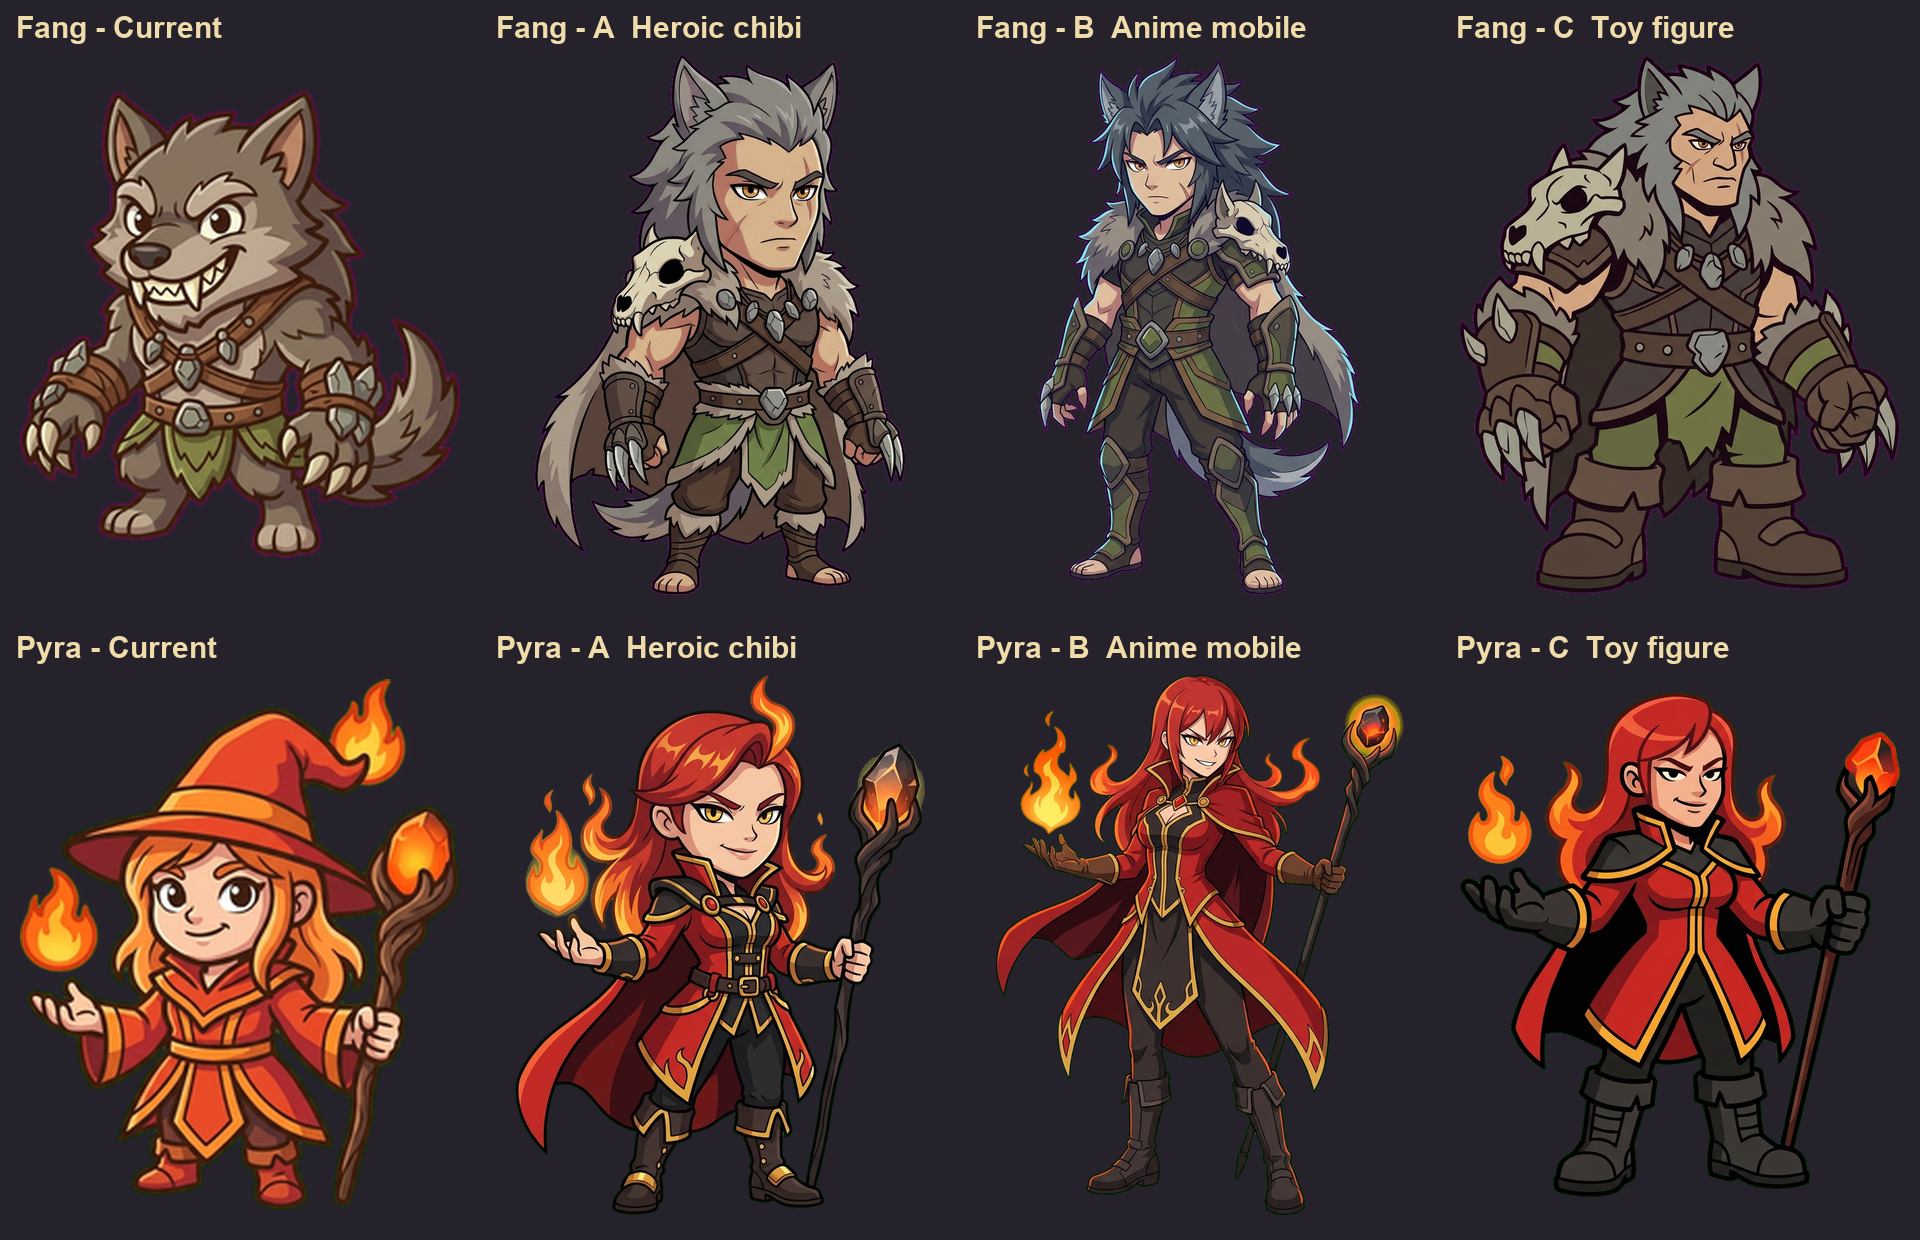 Fang - Current
Fang - A  Heroic chibi
Fang - B  Anime mobile
Fang - C  Toy figure
Pyra - Current
Pyra - A  Heroic chibi
Pyra - B  Anime mobile
Pyra - C  Toy figure